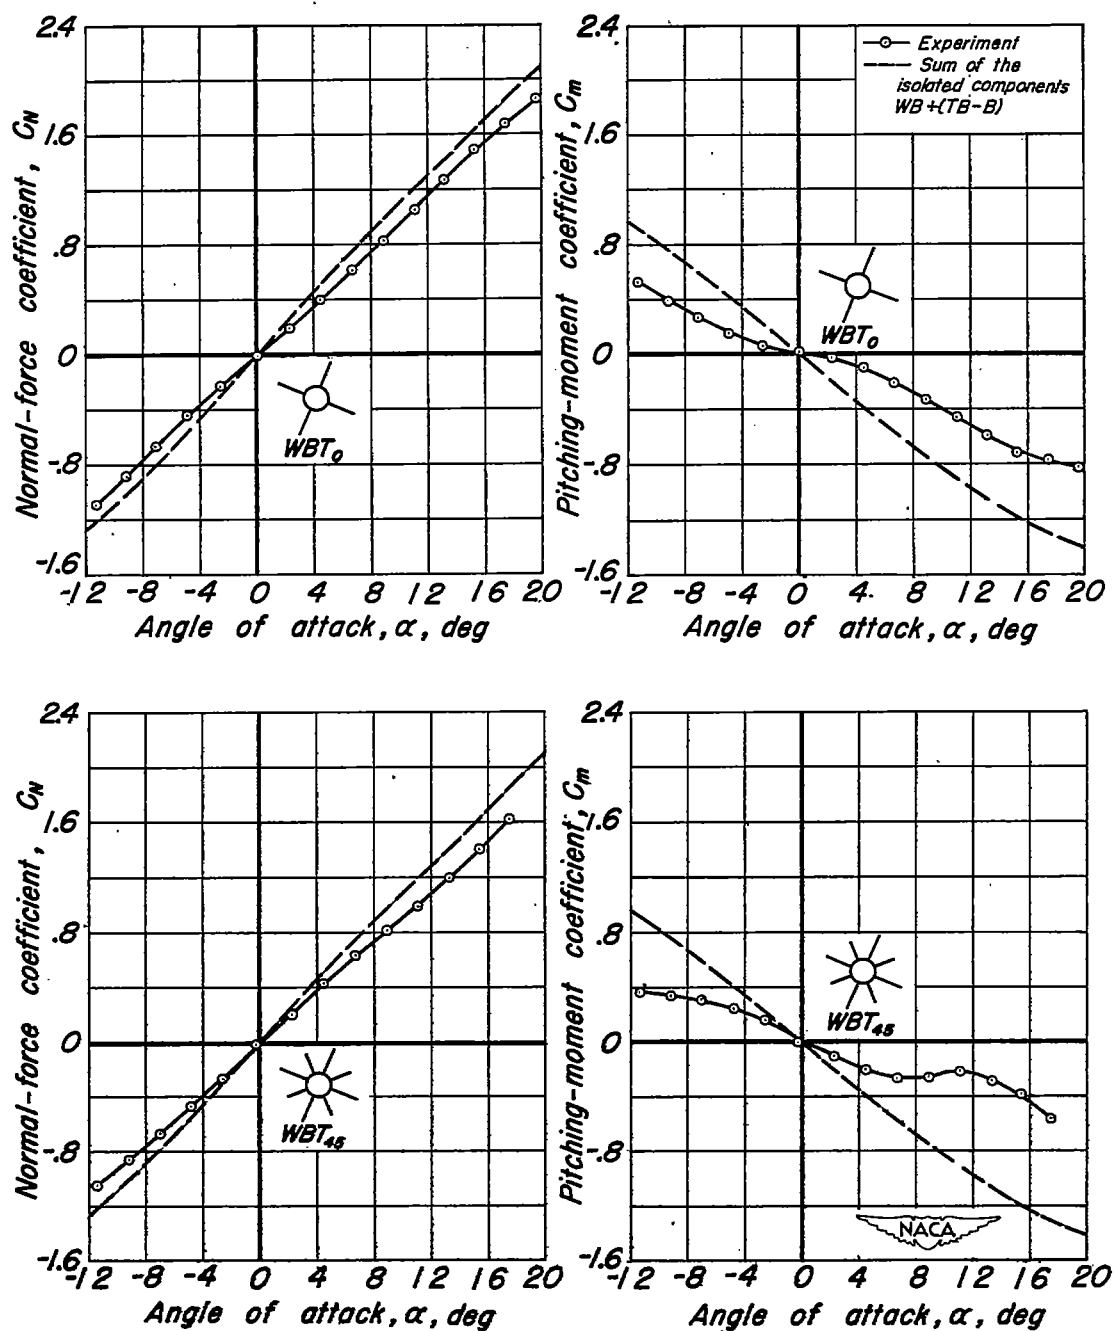 2.4
1.6
.8
0
-.8
-1.6
Normal-force coefficient, C_N
WBT_0
-12 -8 -4 0 4 8 12 16 20
Angle of attack, α, deg
2.4
1.6
.8
0
-.8
-1.6
Pitching-moment coefficient, C_m
Experiment
Sum of the
isolated components
WB+(TB-B)
WBT_0
-12 -8 -4 0 4 8 12 16 20
Angle of attack, α, deg
2.4
1.6
.8
0
-.8
-1.6
Normal-force coefficient, C_N
WBT_45
-12 -8 -4 0 4 8 12 16 20
Angle of attack, α, deg
2.4
1.6
.8
0
-.8
-1.6
Pitching-moment coefficient, C_m
WBT_45
NACA
-12 -8 -4 0 4 8 12 16 20
Angle of attack, α, deg